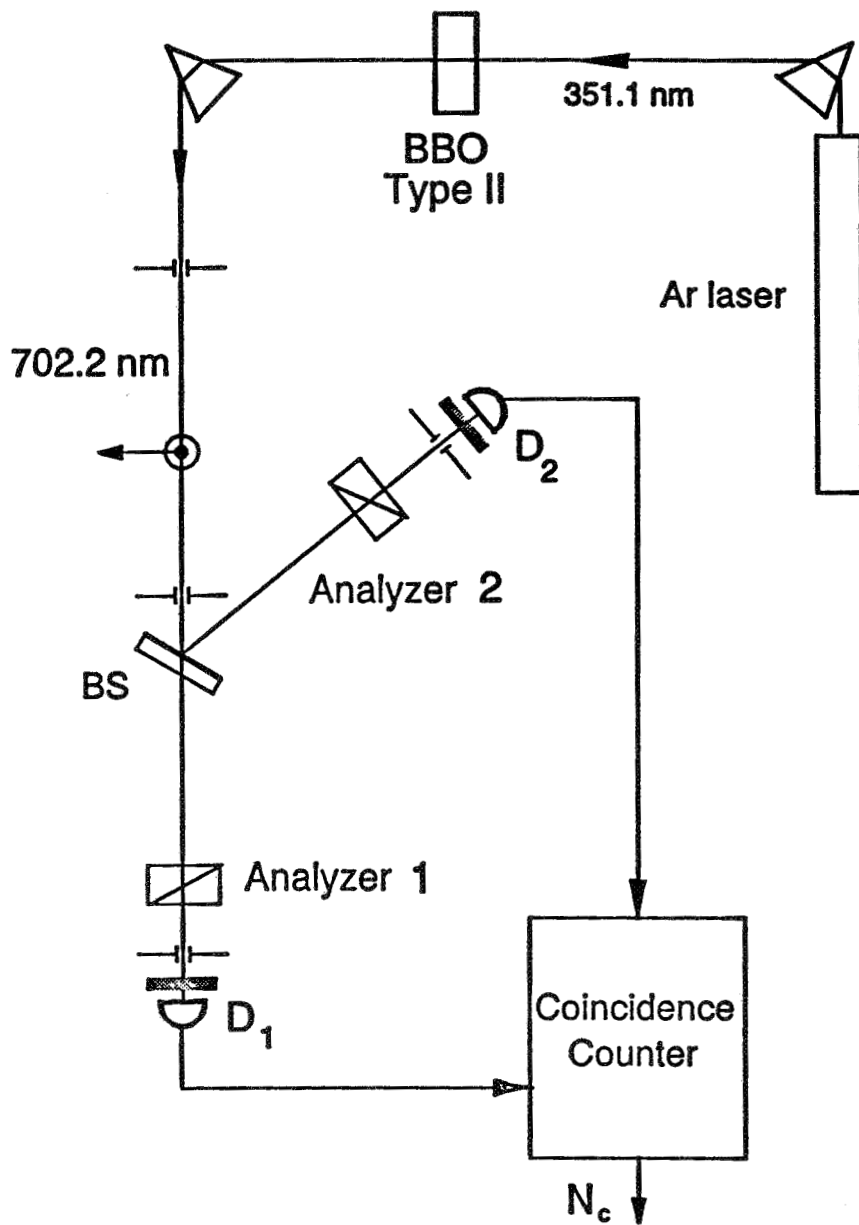 351.1 nm
BBO
Type II
Ar laser
702.2 nm
D2
Analyzer 2
BS
Analyzer 1
D1
Coincidence
Counter
Nc